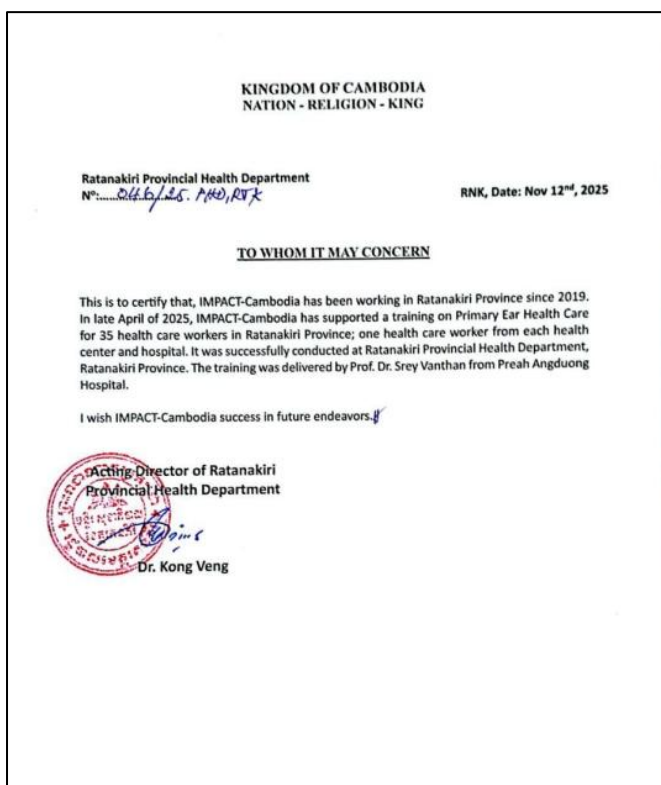 KINGDOM OF CAMBODIA
NATION - RELIGION - KING
Ratanakiri Provincial Health Department
Nº:......046/25. PHD, RTK
RNK, Date: Nov 12nd, 2025
TO WHOM IT MAY CONCERN
This is to certify that, IMPACT-Cambodia has been working in Ratanakiri Province since 2019.
In late April of 2025, IMPACT-Cambodia has supported a training on Primary Ear Health Care
for 35 health care workers in Ratanakiri Province; one health care worker from each health
center and hospital. It was successfully conducted at Ratanakiri Provincial Health Department,
Ratanakiri Province. The training was delivered by Prof. Dr. Srey Vanthan from Preah Angduong
Hospital.
I wish IMPACT-Cambodia success in future endeavors.
Acting Director of Ratanakiri
Provincial Health Department
Dr. Kong Veng